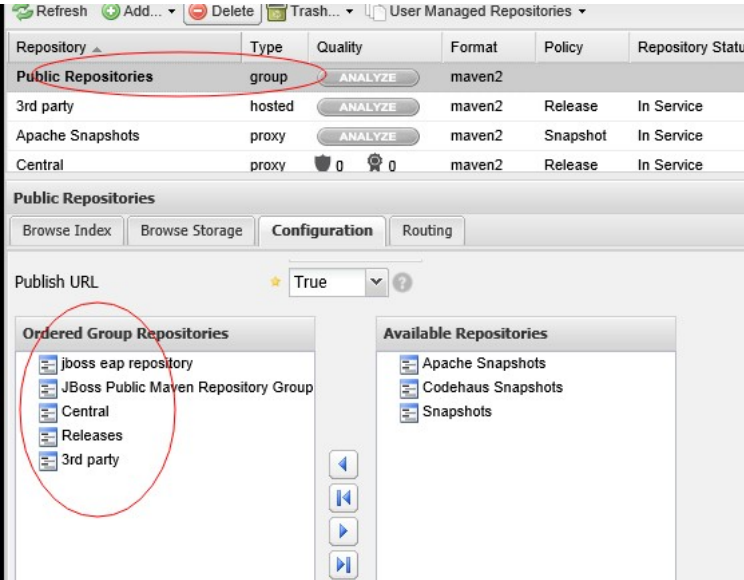 Refresh Add... Delete Trash... User Managed Repositories
Repository Type Quality Format Policy Repository Statu
Public Repositories group ANALYZE maven2
3rd party hosted ANALYZE maven2 Release In Service
Apache Snapshots proxy ANALYZE maven2 Snapshot In Service
Central proxy 0 0 maven2 Release In Service
Public Repositories
Browse Index Browse Storage Configuration Routing
Publish URL True
Ordered Group Repositories Available Repositories
jboss eap repository Apache Snapshots
JBoss Public Maven Repository Group Codehaus Snapshots
Central Snapshots
Releases
3rd party